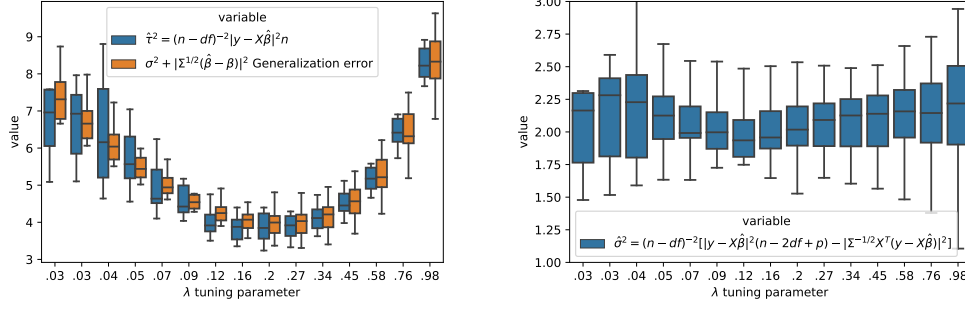 variable
τ̂² = (n − df)⁻²|y − Xβ̂|²n
σ² + |Σ^{1/2}(β̂ − β)|² Generalization error
value
9
8
7
6
5
4
3
.03 .03 .04 .05 .07 .09 .12 .16 .2 .27 .34 .45 .58 .76 .98
λ tuning parameter
value
3.00
2.75
2.50
2.25
2.00
1.75
1.50
1.25
1.00
variable
σ̂² = (n − df)⁻²[|y − Xβ̂|²(n − 2df + p) − |Σ^{−1/2}X^T(y − Xβ̂)|²]
.03 .03 .04 .05 .07 .09 .12 .16 .2 .27 .34 .45 .58 .76 .98
λ tuning parameter